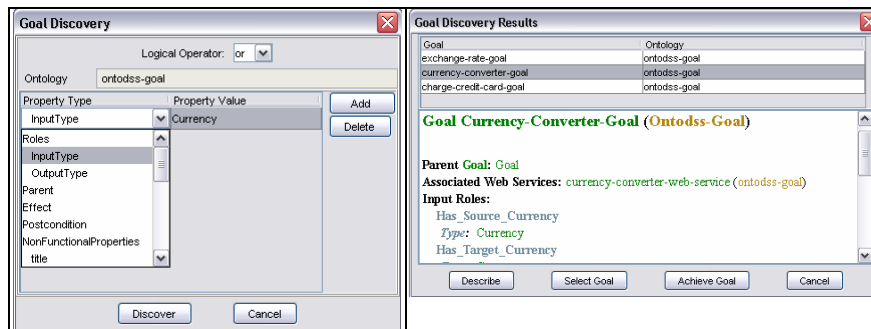 Goal Discovery
Logical Operator: or
Ontology ontodss-goal
Property Type Property Value
InputType Currency
Add
Delete
Roles
InputType
OutputType
Parent
Effect
Postcondition
NonFunctionalProperties
title
Discover Cancel
Goal Discovery Results
Goal Ontology
exchange-rate-goal ontodss-goal
currency-converter-goal ontodss-goal
charge-credit-card-goal ontodss-goal
Goal Currency-Converter-Goal (Ontodss-Goal)
Parent Goal: Goal
Associated Web Services: currency-converter-web-service (ontodss-goal)
Input Roles:
Has_Source_Currency
Type: Currency
Has_Target_Currency
Describe Select Goal Achieve Goal Cancel